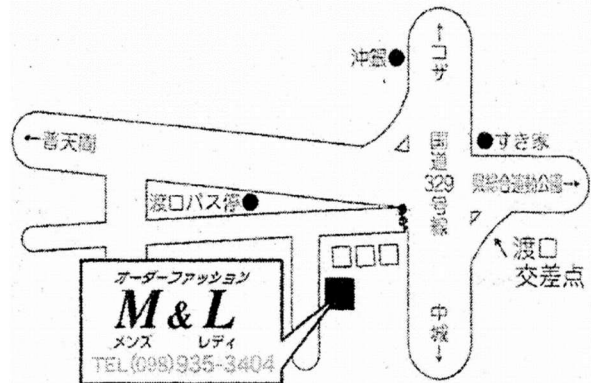 ↑コザ
沖銀
←普天間
国道329号線
すき家
県総合運動公園→
渡口バス停
渡口
交差点
中城↓
オーダーファッション
M & L
メンズ レディ
TEL(098)935-3404